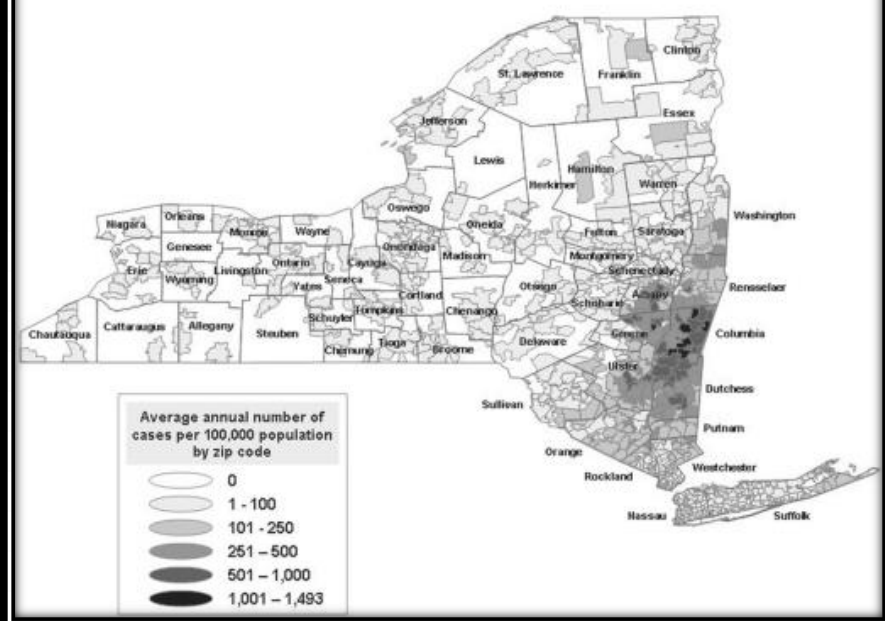 Clinton
St. Lawrence
Franklin
Essex
Jefferson
Lewis
Hamilton
Herkimer
Warren
Oswego
Oneida
Washington
Niagara
Orleans
Monroe
Wayne
Fulton
Saratoga
Genesee
Onondaga
Madison
Montgomery
Erie
Wyoming
Livingston
Ontario
Cayuga
Schenectady
Yates
Seneca
Otsego
Albany
Rensselaer
Cortland
Chenango
Schoharie
Schuyler
Tompkins
Chautauqua
Cattaraugus
Allegany
Steuben
Chemung
Tioga
Broome
Delaware
Greene
Columbia
Ulster
Dutchess
Sullivan
Putnam
Orange
Rockland
Westchester
Nassau
Suffolk
Average annual number of
cases per 100,000 population
by zip code
0
1 - 100
101 - 250
251 – 500
501 – 1,000
1,001 – 1,493